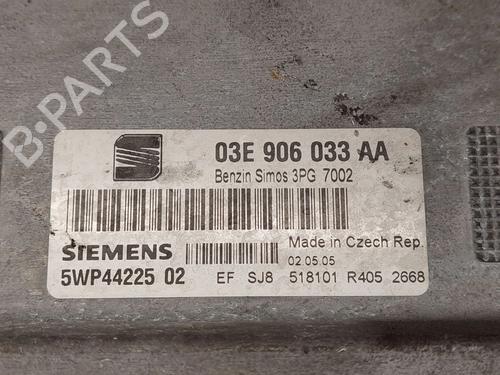 B-PARTS
03E 906 033 AA
Benzin Simos 3PG 7002
SIEMENS
Made in Czech Rep.
02.05.05
5WP44225 02 EF SJ8 518101 R405 2668